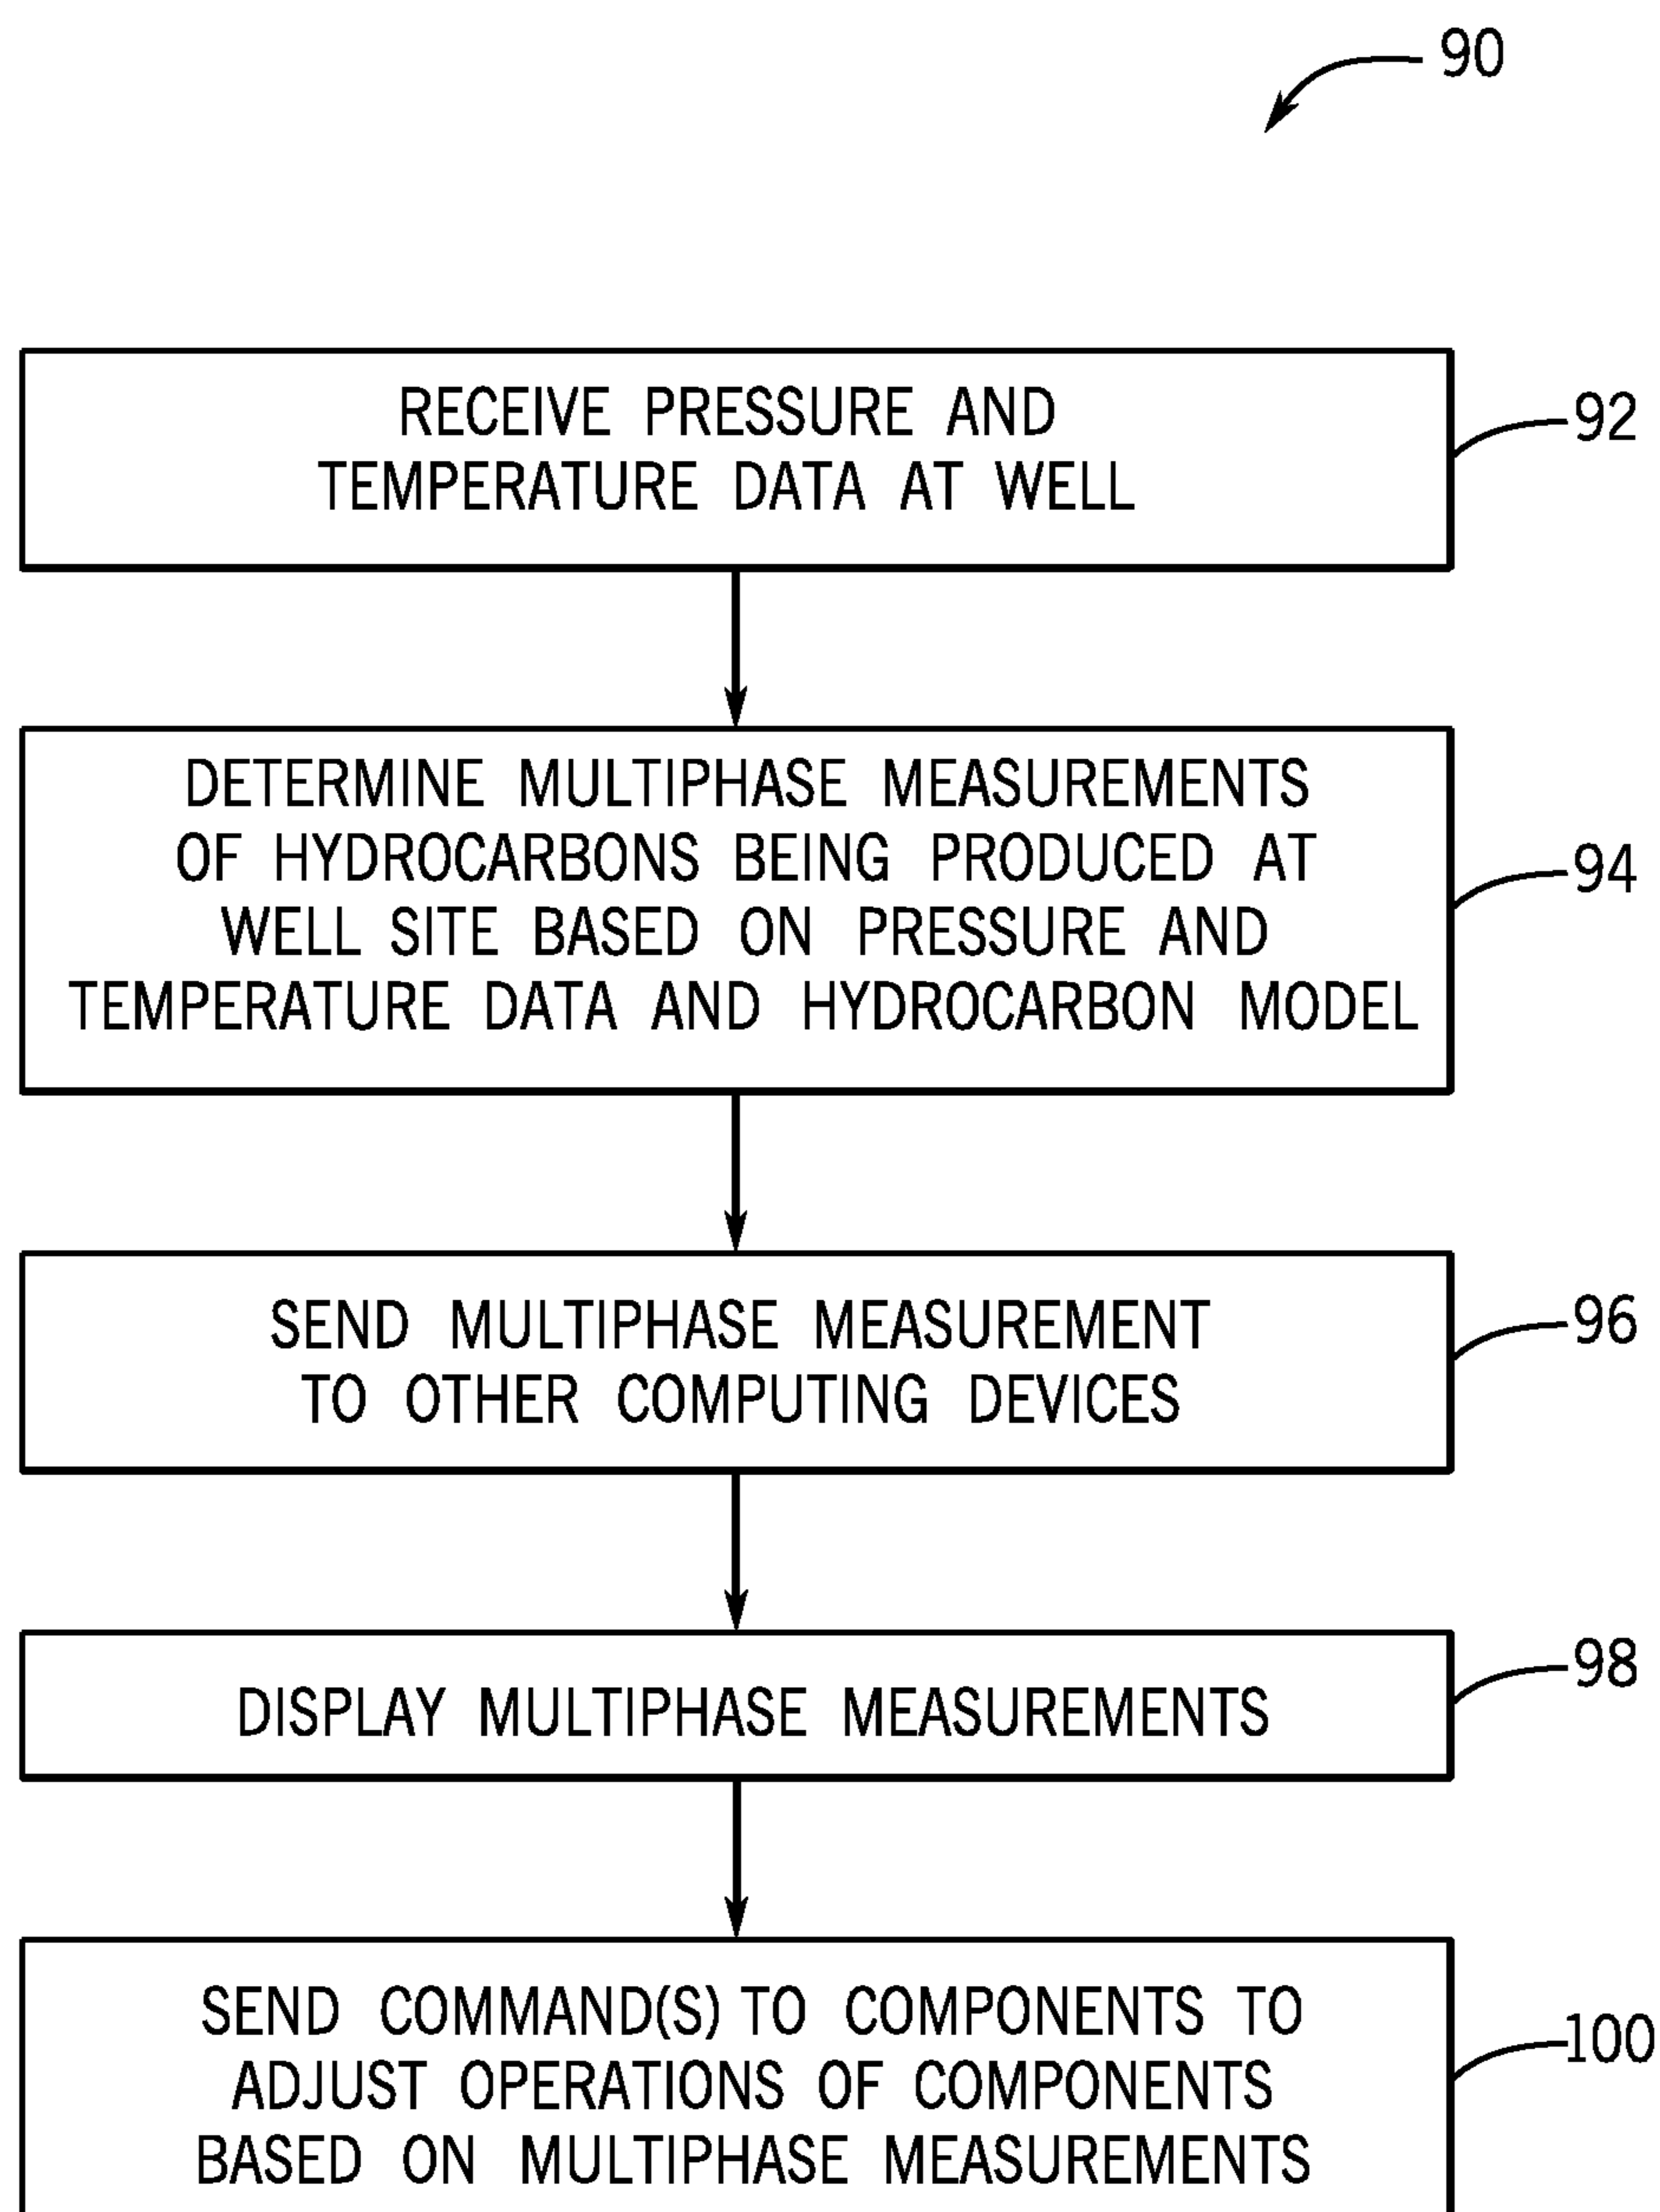 90
RECEIVE PRESSURE AND
TEMPERATURE DATA AT WELL
92
DETERMINE MULTIPHASE MEASUREMENTS
OF HYDROCARBONS BEING PRODUCED AT
WELL SITE BASED ON PRESSURE AND
TEMPERATURE DATA AND HYDROCARBON MODEL
94
SEND MULTIPHASE MEASUREMENT
TO OTHER COMPUTING DEVICES
96
DISPLAY MULTIPHASE MEASUREMENTS
98
SEND COMMAND(S) TO COMPONENTS TO
ADJUST OPERATIONS OF COMPONENTS
BASED ON MULTIPHASE MEASUREMENTS
100